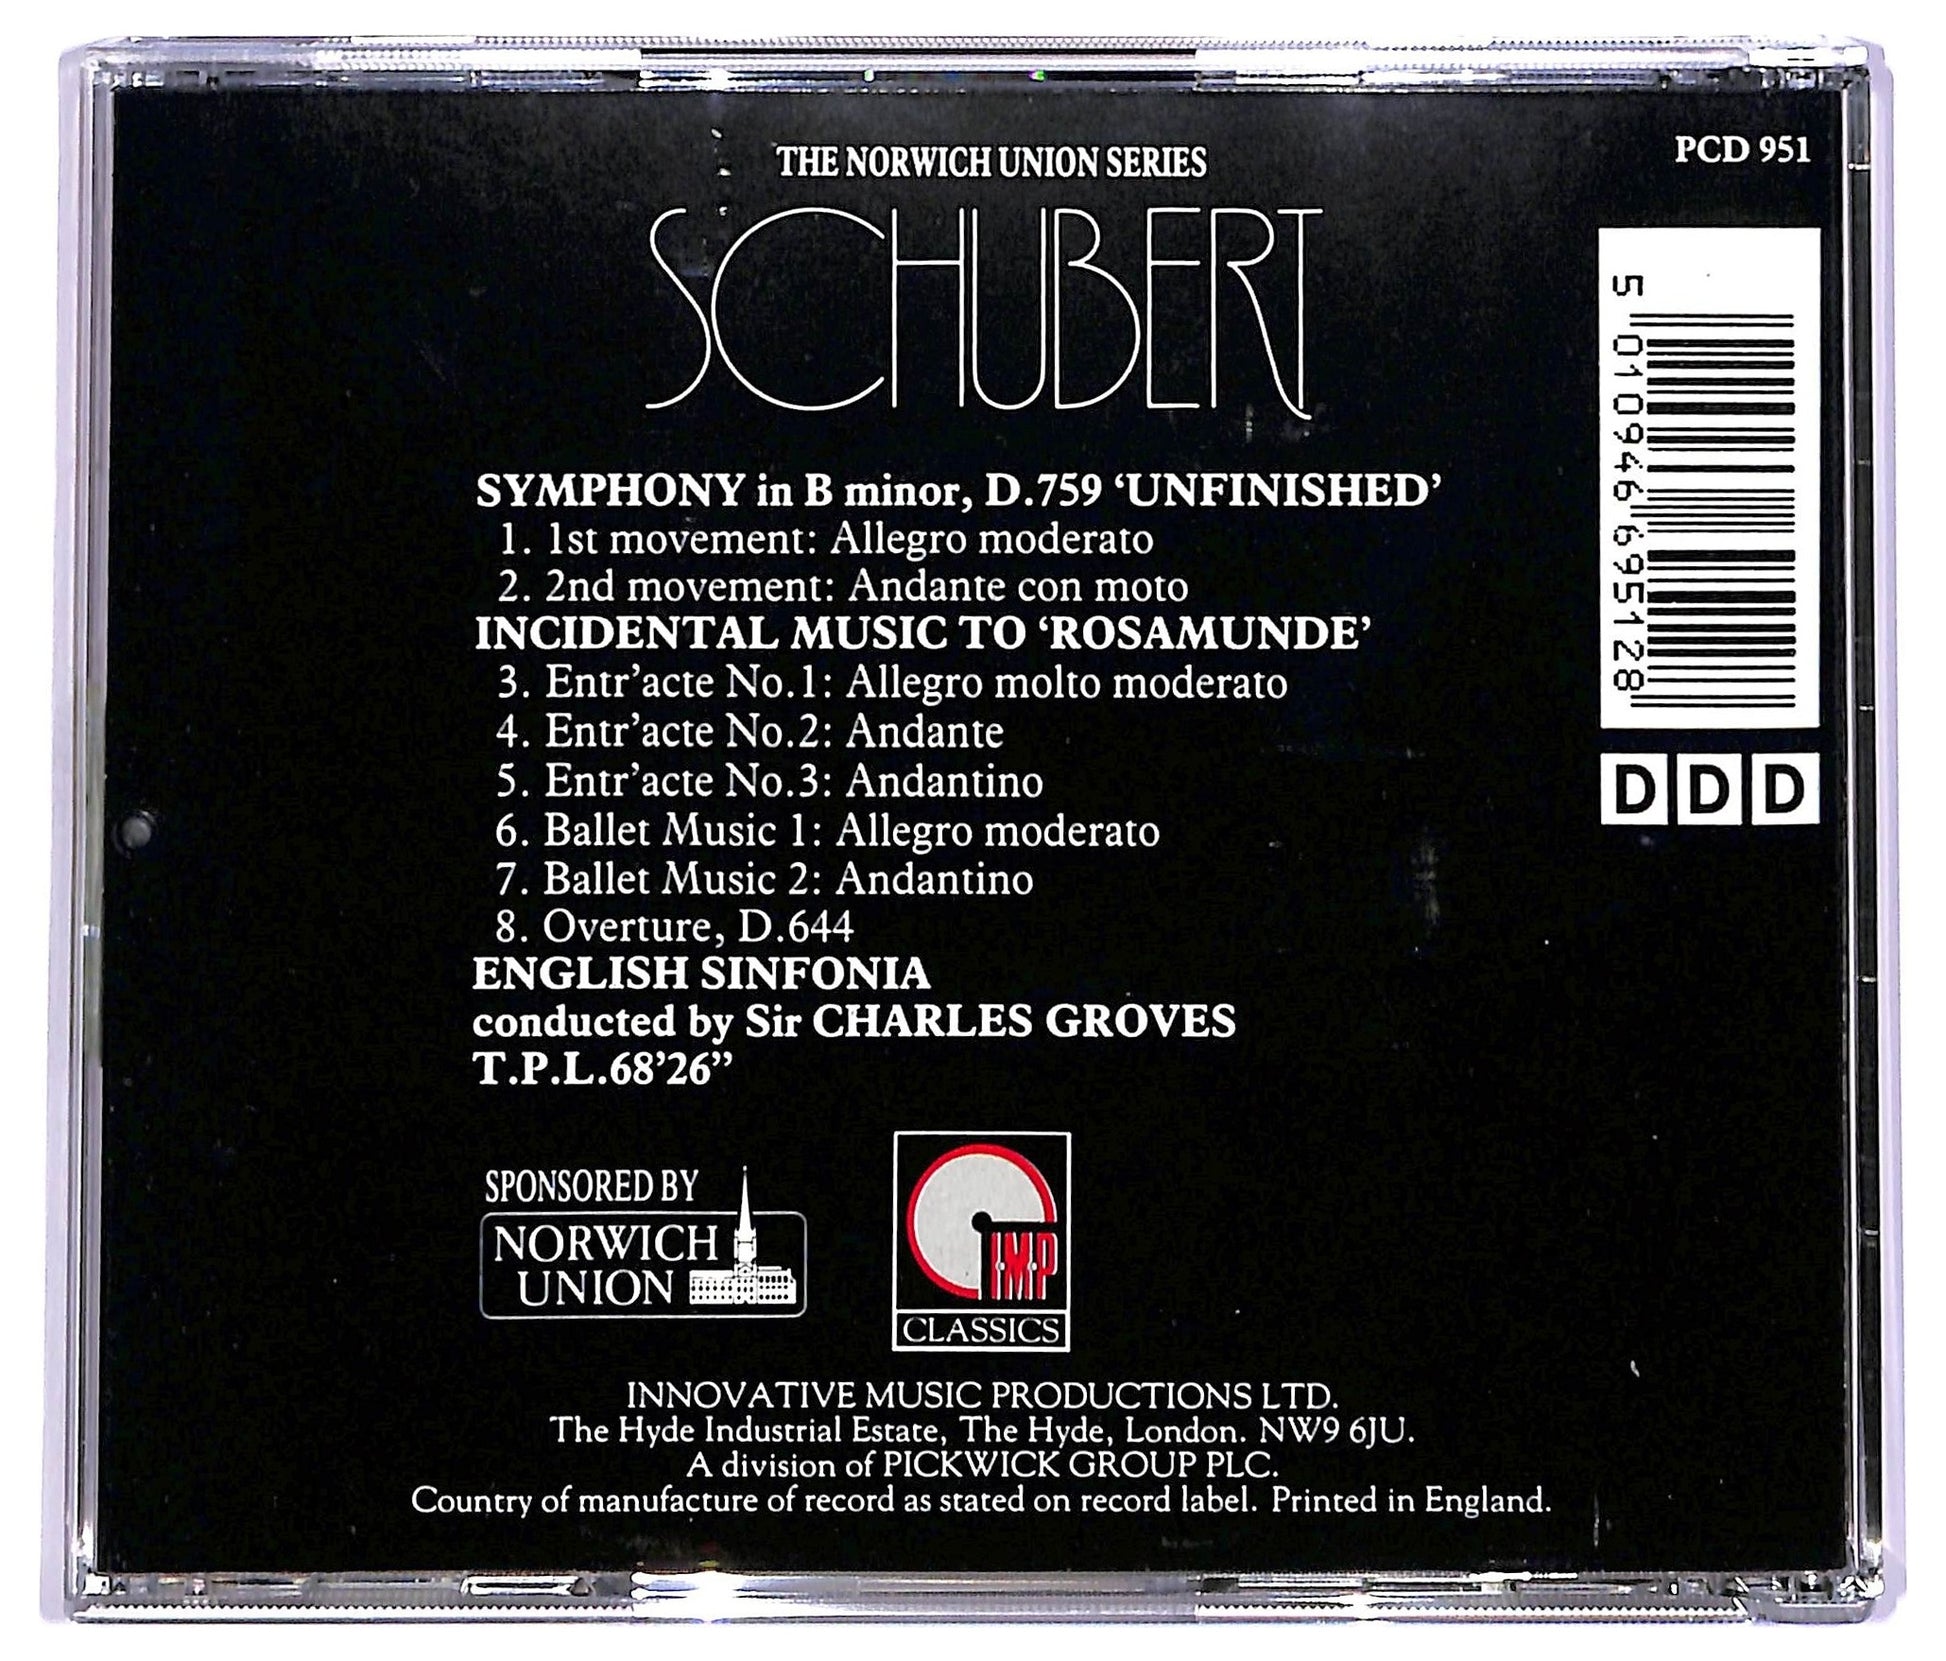 THE NORWICH UNION SERIES
PCD 951
SCHUBERT
SYMPHONY in B minor, D.759 ‘UNFINISHED’
1. 1st movement: Allegro moderato
2. 2nd movement: Andante con moto
INCIDENTAL MUSIC TO ‘ROSAMUNDE’
3. Entr’acte No.1: Allegro molto moderato
4. Entr’acte No.2: Andante
5. Entr’acte No.3: Andantino
6. Ballet Music 1: Allegro moderato
7. Ballet Music 2: Andantino
8. Overture, D.644
ENGLISH SINFONIA
conducted by Sir CHARLES GROVES
T.P.L.68’26”
5 010946 695128
DDD
SPONSORED BY
NORWICH
UNION
I·M·P
CLASSICS
INNOVATIVE MUSIC PRODUCTIONS LTD.
The Hyde Industrial Estate, The Hyde, London. NW9 6JU.
A division of PICKWICK GROUP PLC.
Country of manufacture of record as stated on record label. Printed in England.